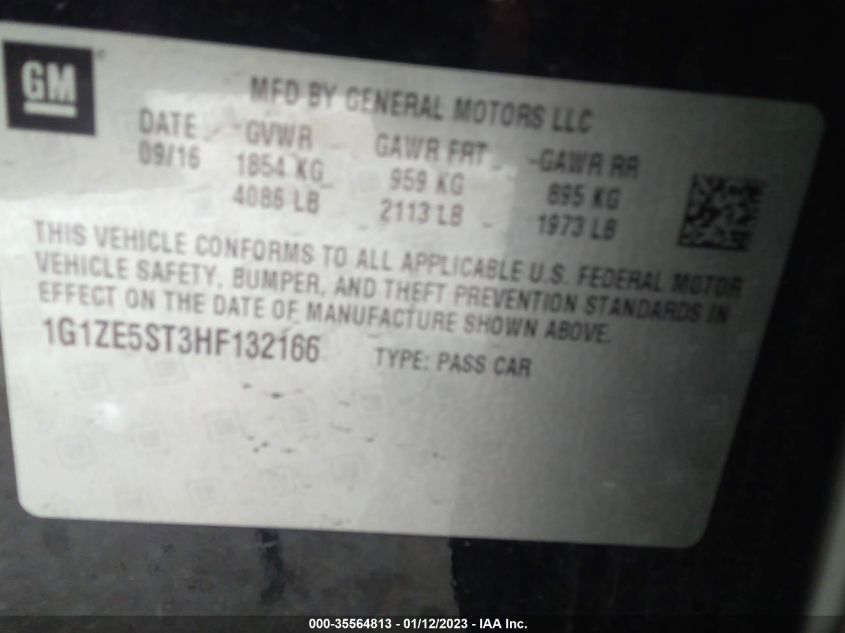 GM
MFD BY GENERAL MOTORS LLC
DATE GVWR GAWR FRT GAWR RR
09/16 1854 KG 959 KG 895 KG
4086 LB 2113 LB 1973 LB
THIS VEHICLE CONFORMS TO ALL APPLICABLE U.S. FEDERAL MOTOR
VEHICLE SAFETY, BUMPER, AND THEFT PREVENTION STANDARDS IN
EFFECT ON THE DATE OF MANUFACTURE SHOWN ABOVE.
1G1ZE5ST3HF132166 TYPE: PASS CAR
000-35564813 - 01/12/2023 - IAA Inc.